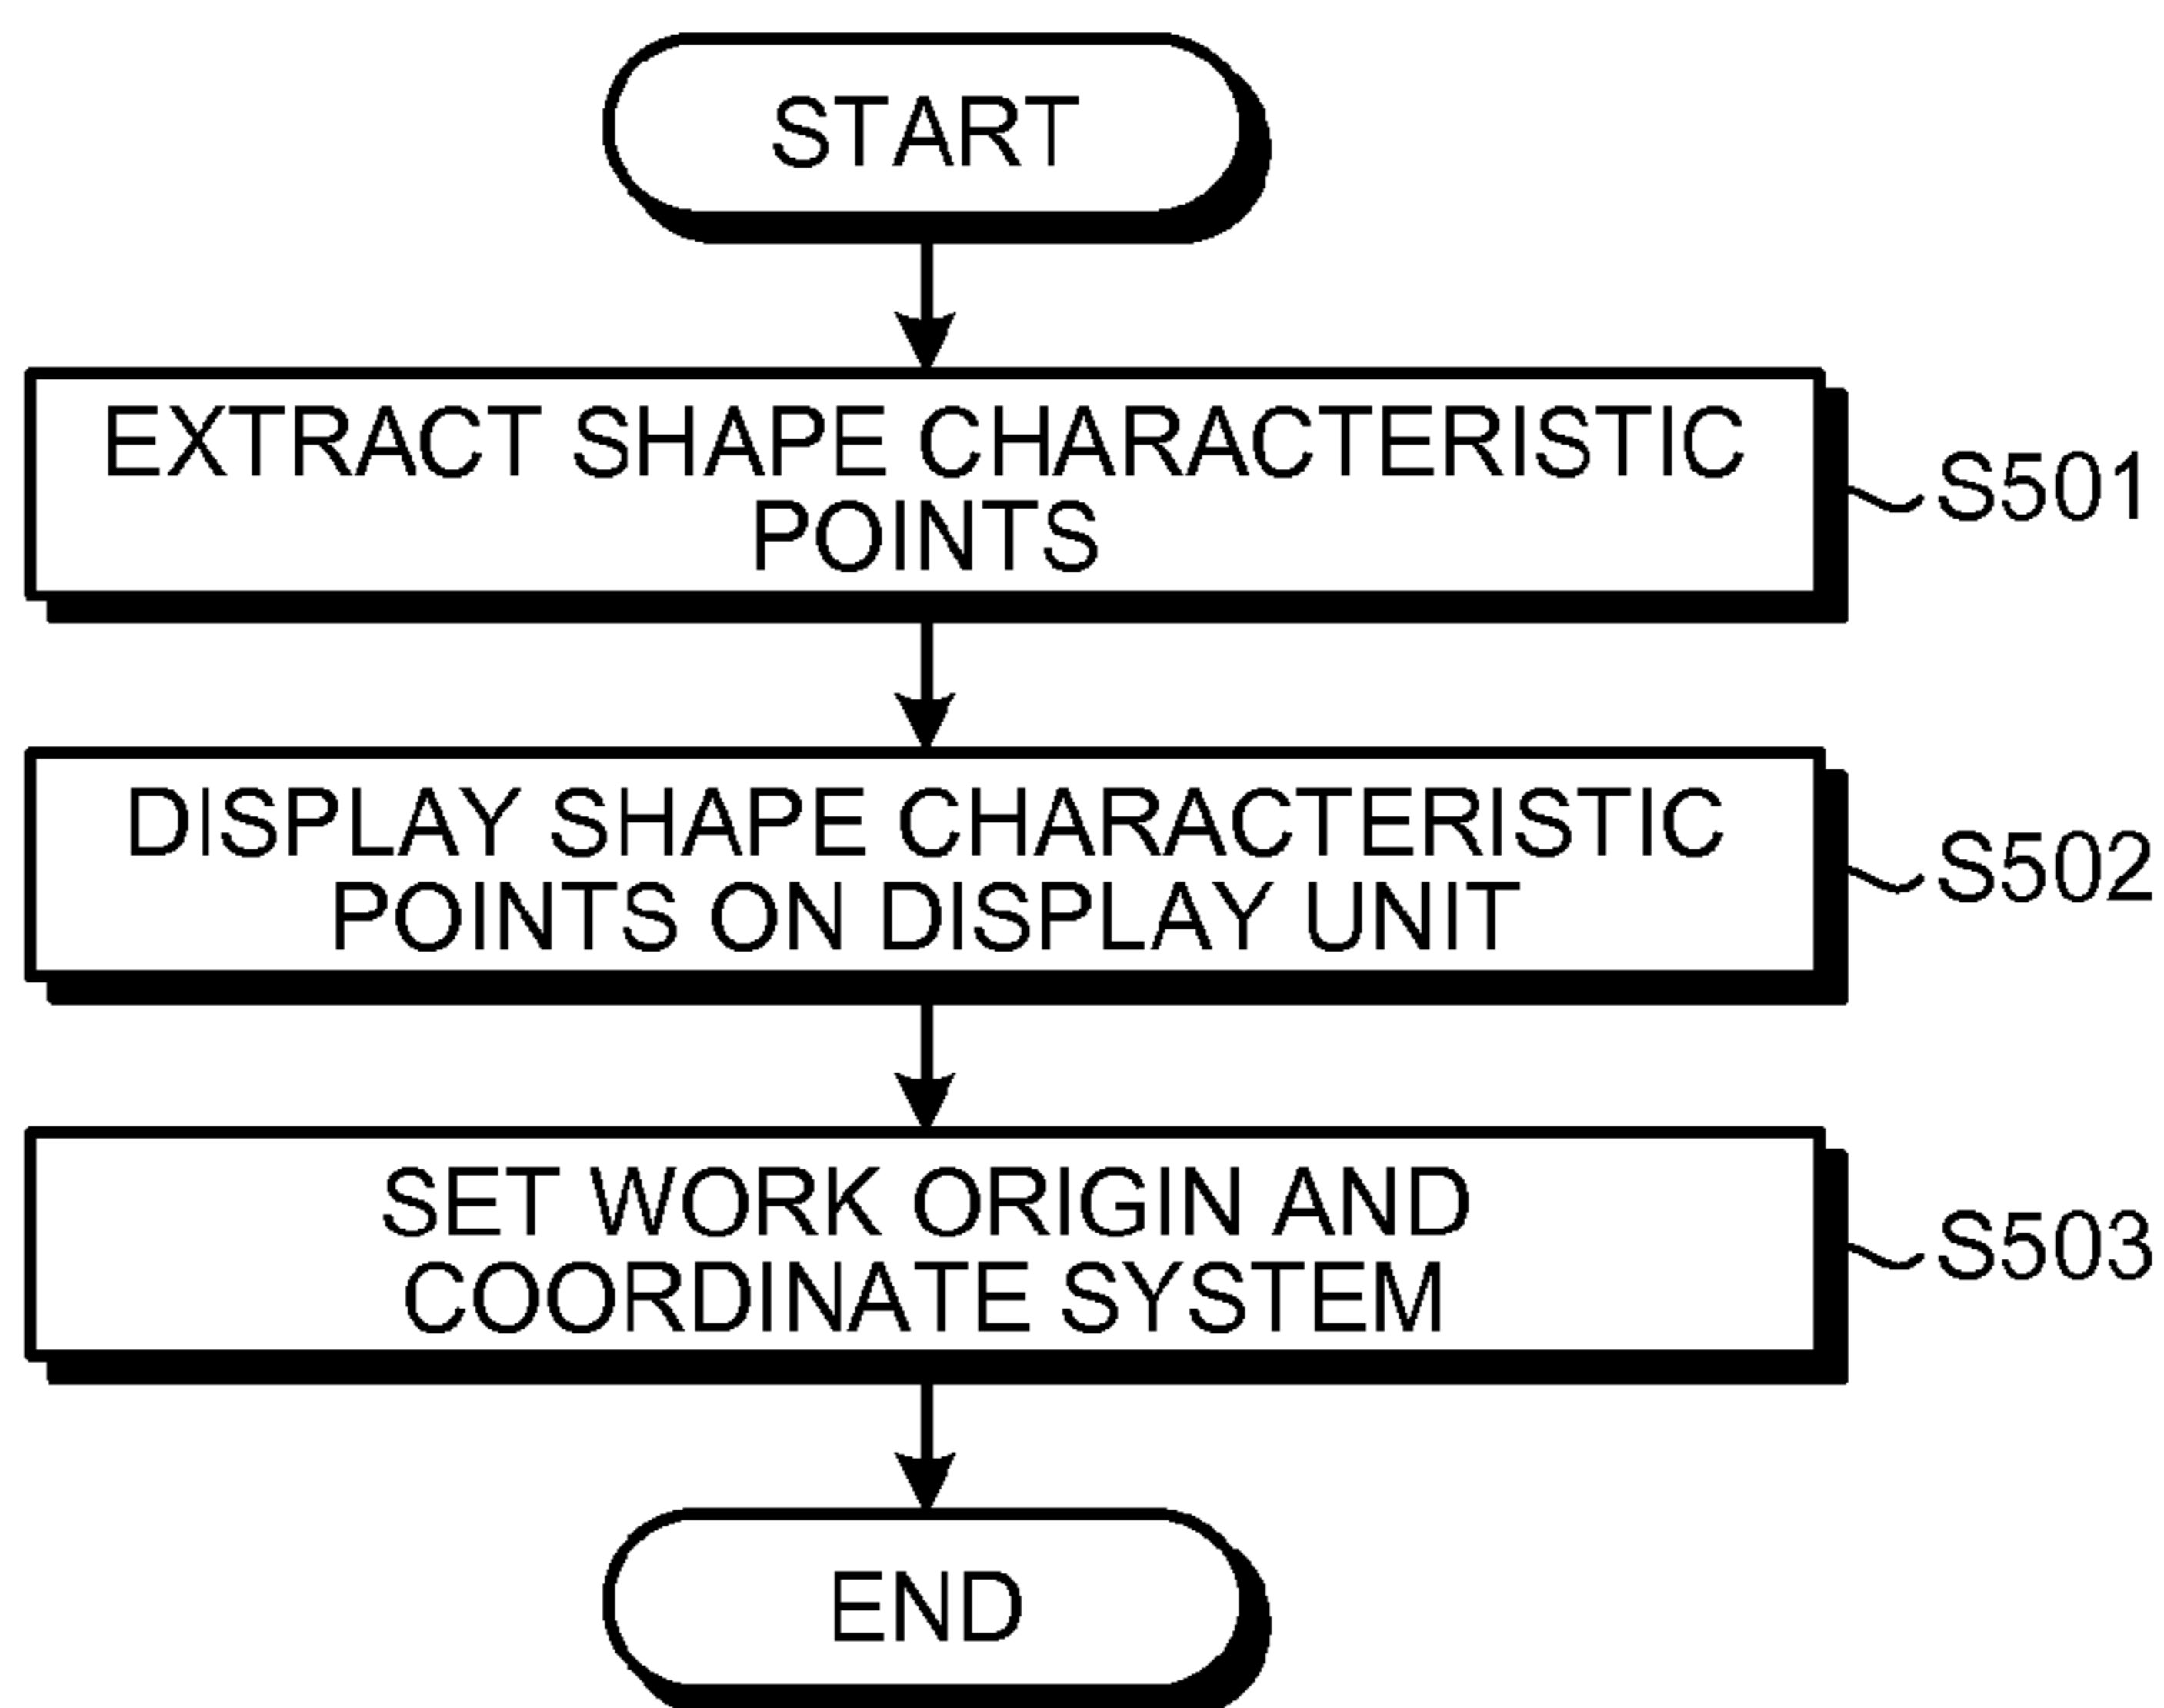 START
EXTRACT SHAPE CHARACTERISTIC
POINTS
S501
DISPLAY SHAPE CHARACTERISTIC
POINTS ON DISPLAY UNIT
S502
SET WORK ORIGIN AND
COORDINATE SYSTEM
S503
END